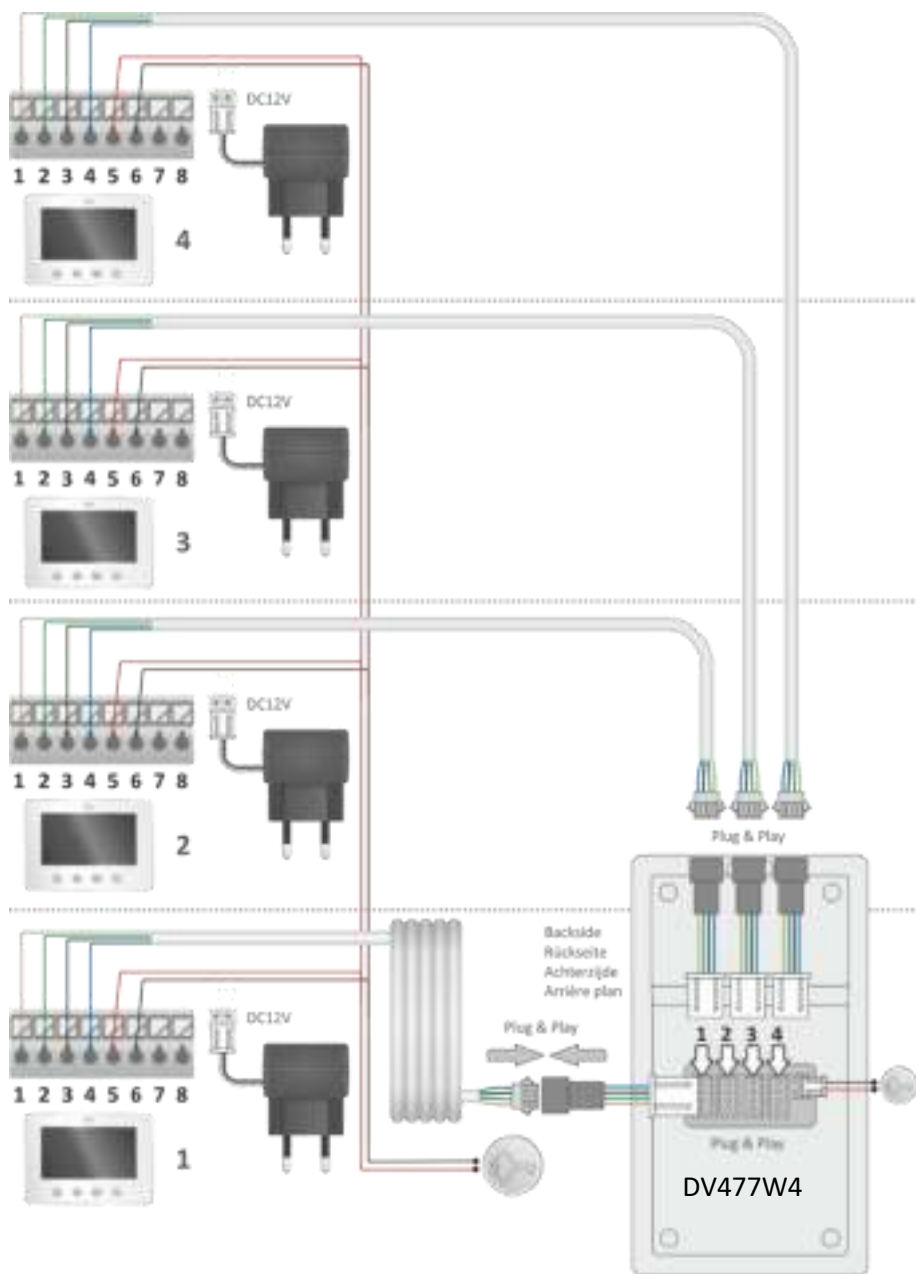 DC12V
1 2 3 4 5 6 7 8
4
DC12V
1 2 3 4 5 6 7 8
3
DC12V
1 2 3 4 5 6 7 8
2
Plug & Play
Backside
Rückseite
Achterzijde
Arrière plan
DC12V
Plug & Play
1 2 3 4
1 2 3 4 5 6 7 8
1
Plug & Play
DV477W4